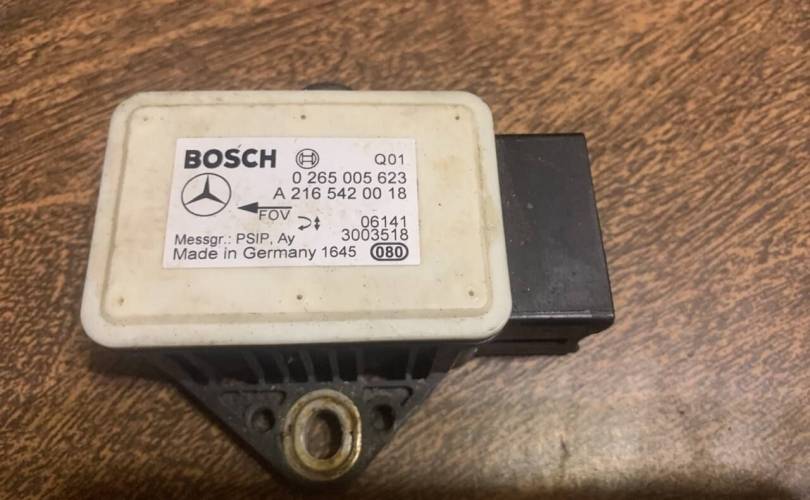 BOSCH Q01
0 265 005 623
A 216 542 00 18
FOV
06141
Messgr.: PSIP, Ay 3003518
Made in Germany 1645 080